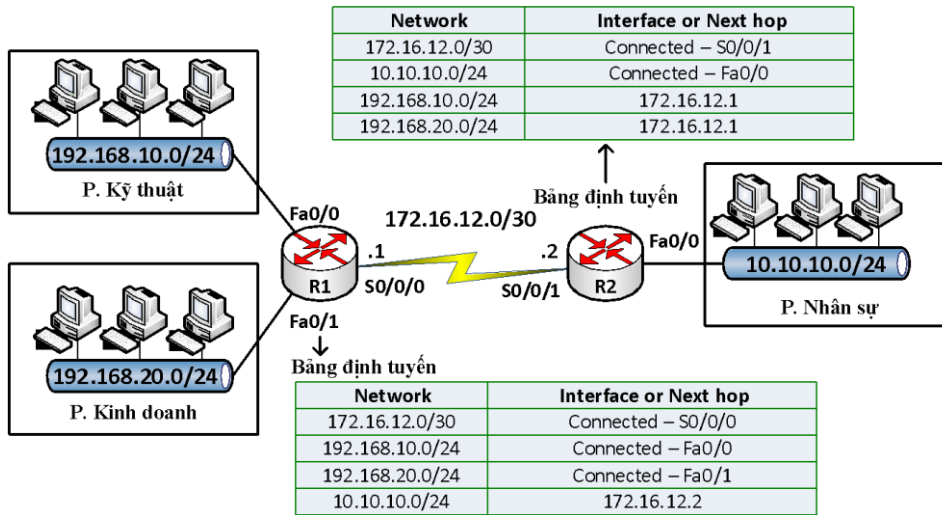 Network Interface or Next hop
172.16.12.0/30 Connected – S0/0/1
10.10.10.0/24 Connected – Fa0/0
192.168.10.0/24 172.16.12.1
192.168.20.0/24 172.16.12.1
192.168.10.0/24
P. Kỹ thuật
Bảng định tuyến
Fa0/0
172.16.12.0/30
.1
.2
Fa0/0
R1
S0/0/0
S0/0/1
R2
10.10.10.0/24
P. Nhân sự
Fa0/1
192.168.20.0/24
P. Kinh doanh
Bảng định tuyến
Network Interface or Next hop
172.16.12.0/30 Connected – S0/0/0
192.168.10.0/24 Connected – Fa0/0
192.168.20.0/24 Connected – Fa0/1
10.10.10.0/24 172.16.12.2